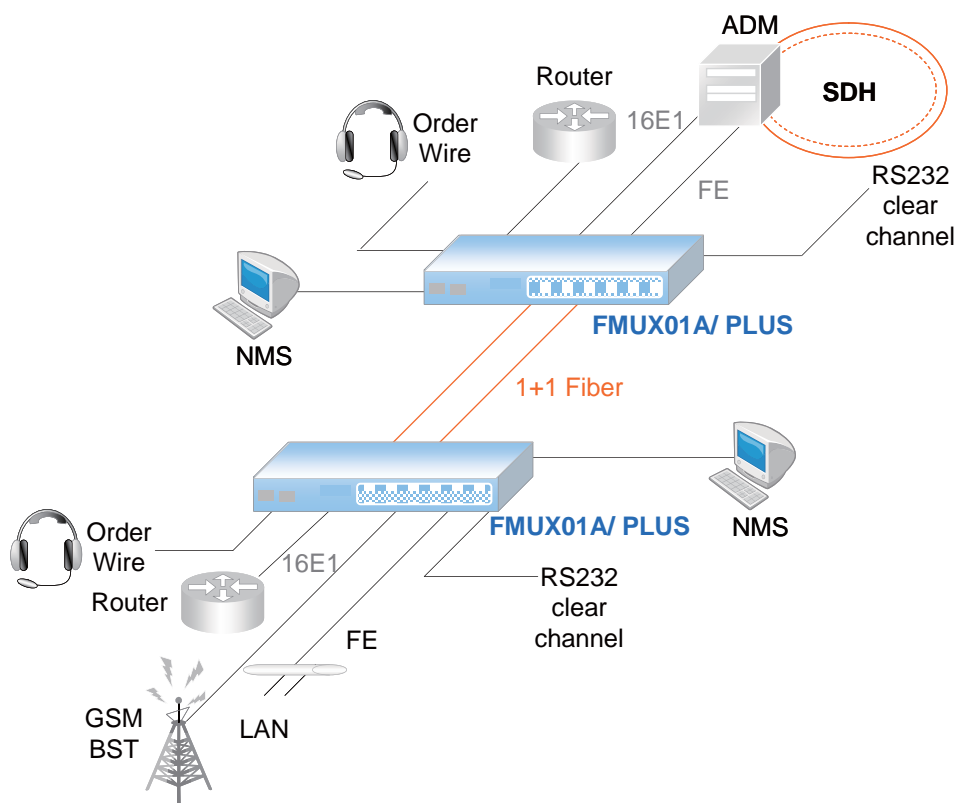 ADM
SDH
Router
16E1
Order
Wire
FE
RS232
clear
channel
NMS
FMUX01A/ PLUS
1+1 Fiber
NMS
FMUX01A/ PLUS
Order
Wire
16E1
Router
RS232
clear
channel
FE
GSM
BST
LAN